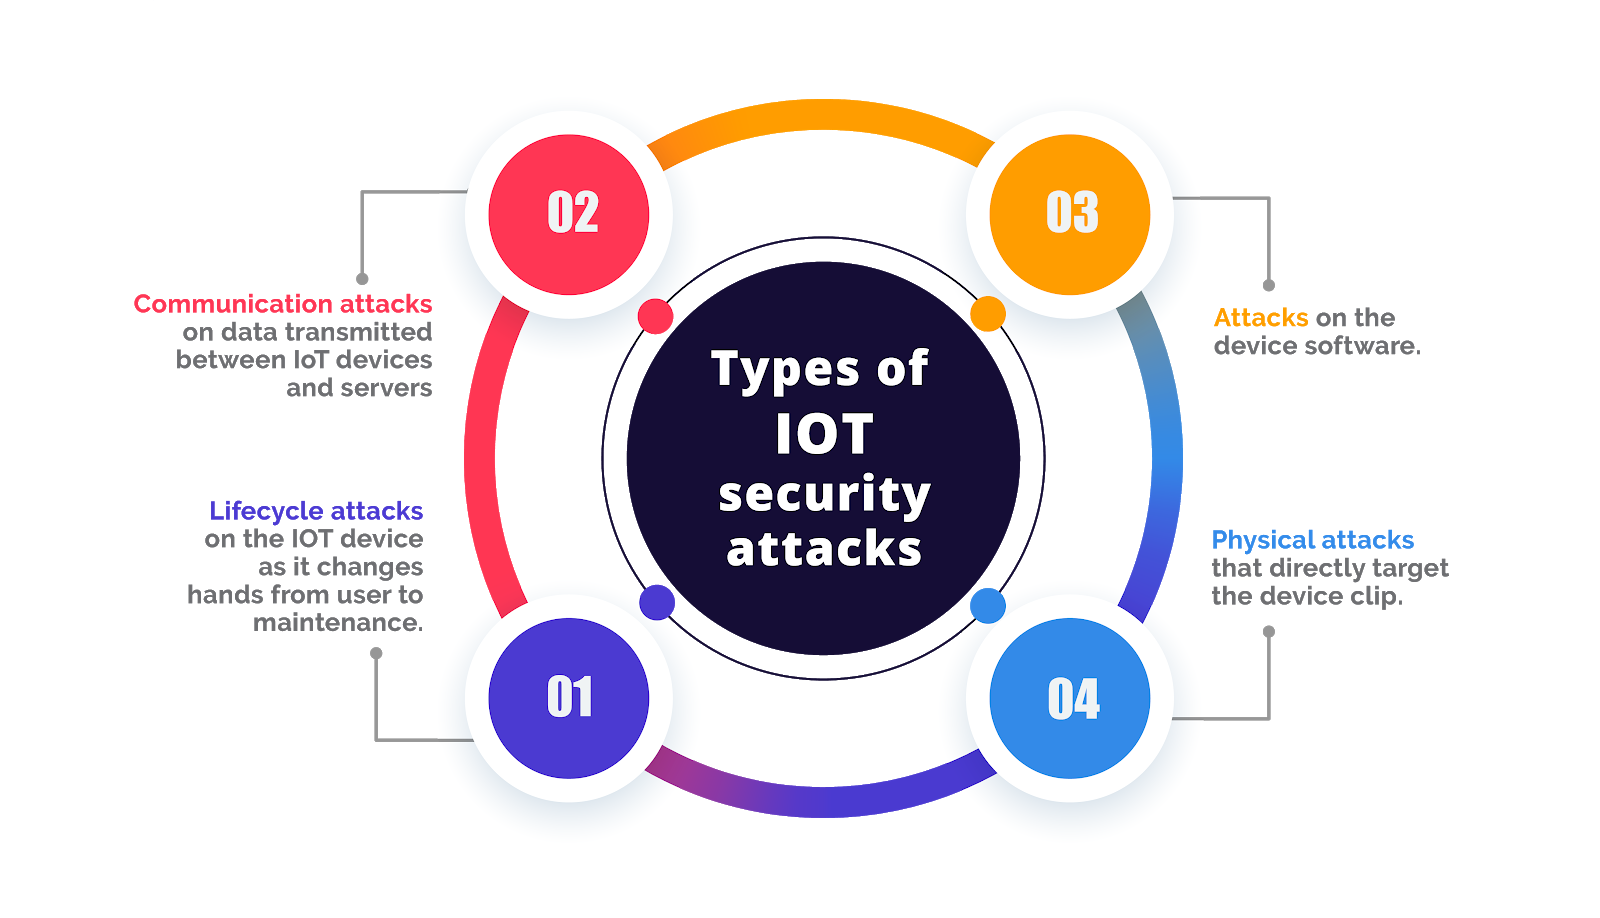 Types of
IOT
security
attacks
01
Lifecycle attacks
on the IOT device
as it changes
hands from user to
maintenance.
02
Communication attacks
on data transmitted
between IoT devices
and servers
03
Attacks on the
device software.
04
Physical attacks
that directly target
the device clip.